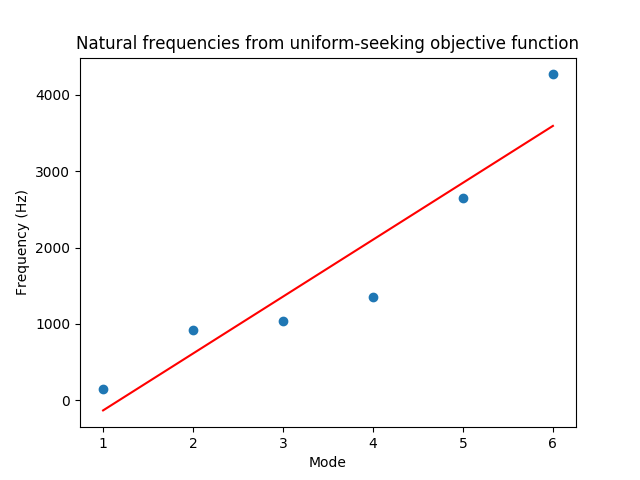 Natural frequencies from uniform-seeking objective function
4000
3000
2000
1000
0
Frequency (Hz)
1 2 3 4 5 6
Mode